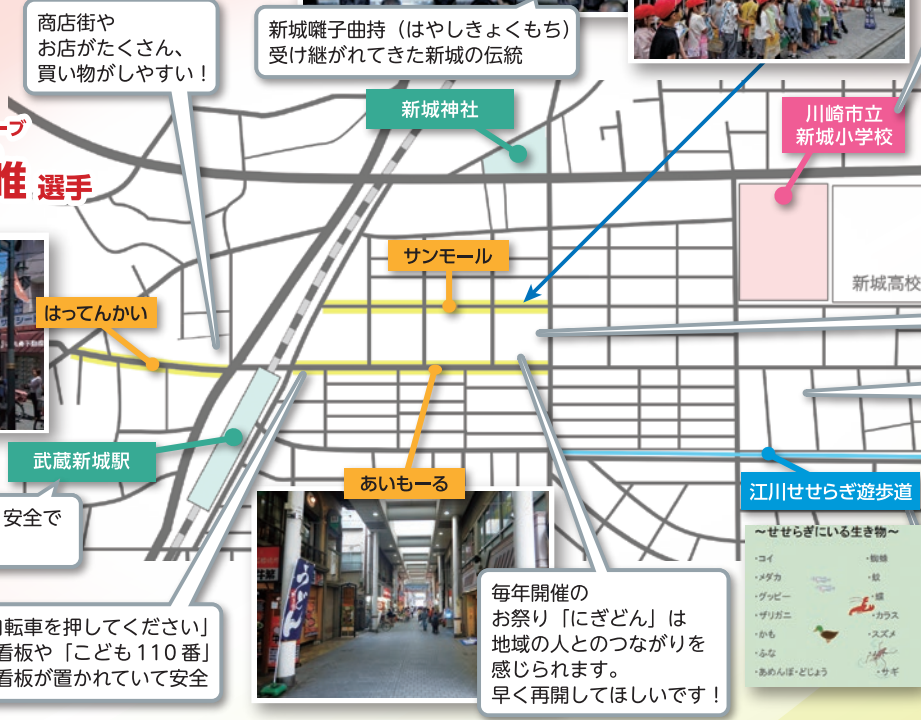 商店街や
お店がたくさん、
買い物がしやすい！
新城囃子曲持（はやしきょくもち）
受け継がれてきた新城の伝統
新城神社
川崎市立
新城小学校
ーブ
唯 選手
サンモール
新城高校
はってんかい
武蔵新城駅
あいもーる
江川せせらぎ遊歩道
安全で
～せせらぎにいる生き物～
・コイ
・メダカ
・グッピー
・ザリガニ
・かも
・ふな
・あめんぼ・どじょう
・蜘蛛
・蚊
・蝶
・カラス
・スズメ
・サギ
うどん
自転車を押してください」
看板や「こども110番」
看板が置かれていて安全
毎年開催の
お祭り「にぎどん」は
地域の人とのつながりを
感じられます。
早く再開してほしいです！